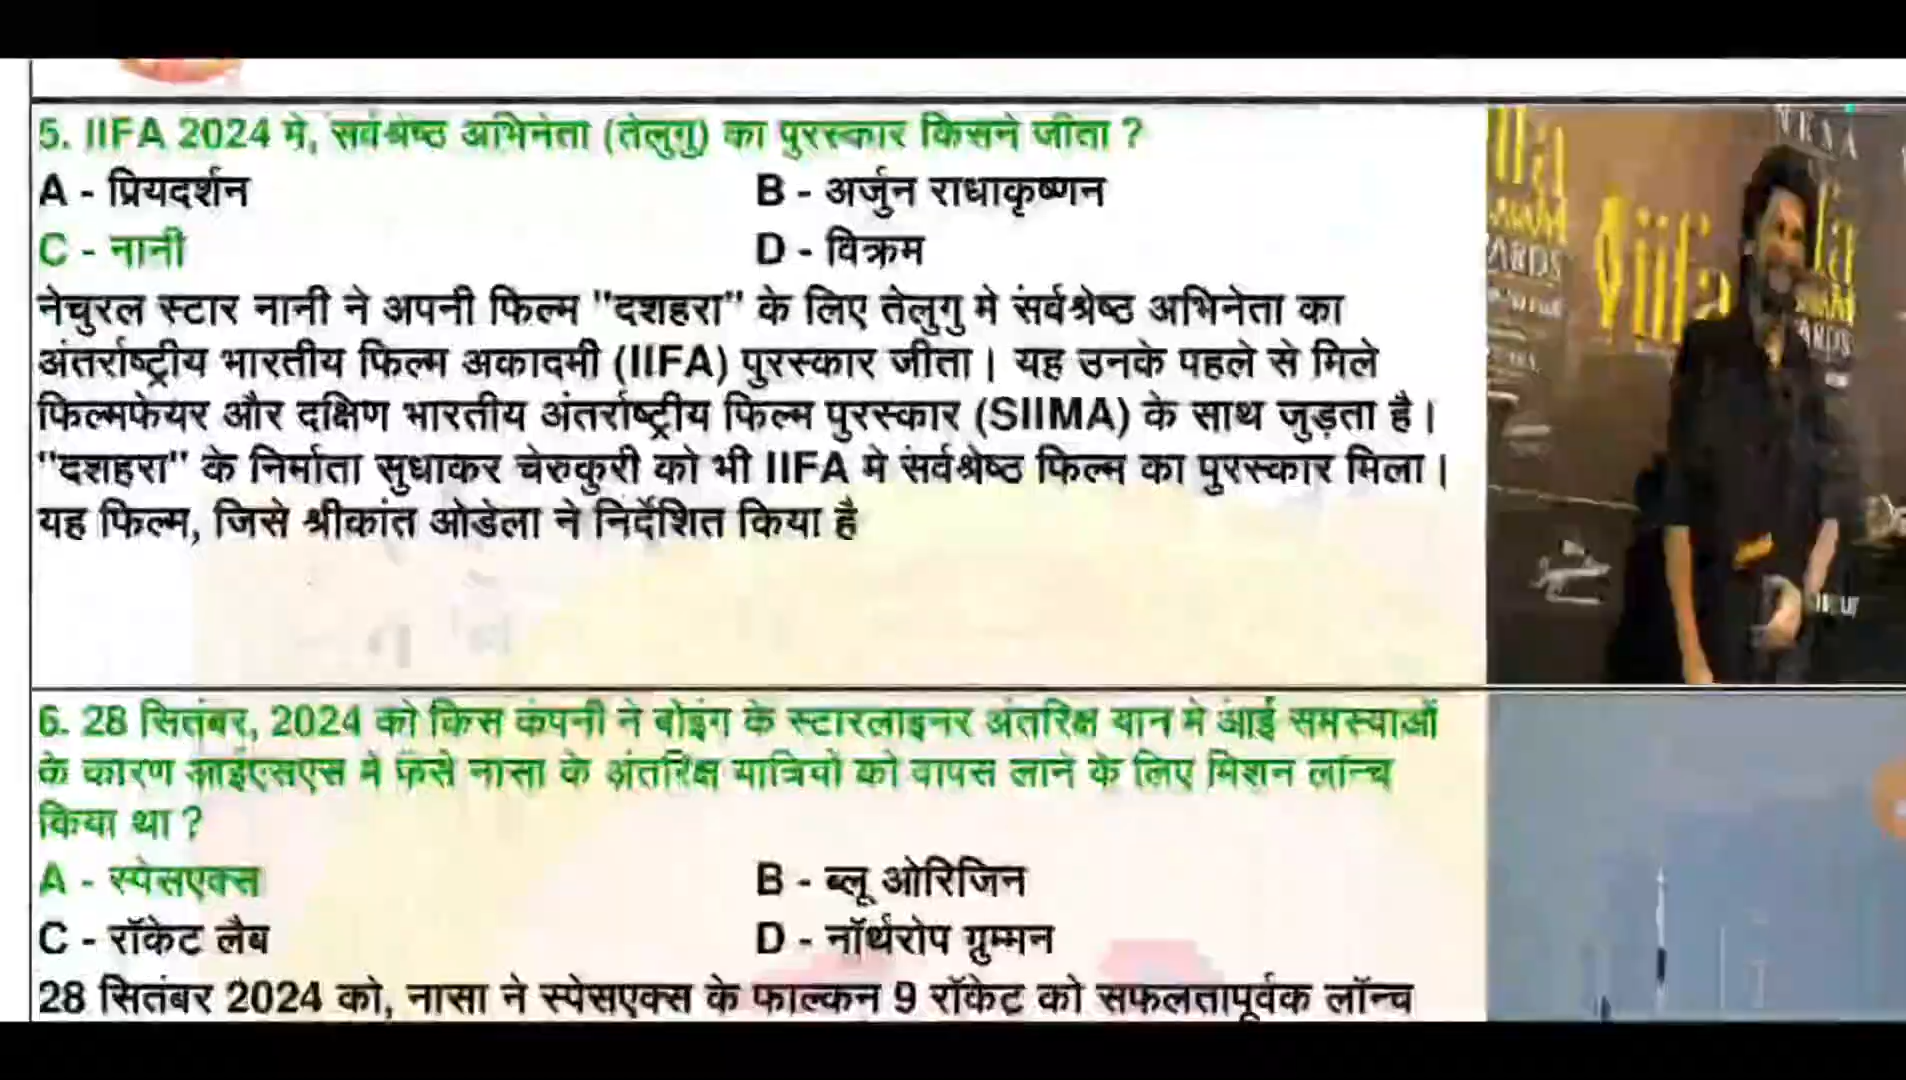 5. IIFA 2024 मे, सर्वश्रेष्ठ अभिनेता (तेलुगु) का पुरस्कार किसने जीता ?
A - प्रियदर्शन
B - अर्जुन राधाकृष्णन
C - नानी
D - विक्रम
नेचुरल स्टार नानी ने अपनी फिल्म "दशहरा" के लिए तेलुगु मे सर्वश्रेष्ठ अभिनेता का
अंतर्राष्ट्रीय भारतीय फिल्म अकादमी (IIFA) पुरस्कार जीता | यह उनके पहले से मिले
फिल्मफेयर और दक्षिण भारतीय अंतर्राष्ट्रीय फिल्म पुरस्कार (SIIMA) के साथ जुड़ता है |
"दशहरा" के निर्माता सुधाकर चेरुकुरी को भी IIFA मे सर्वश्रेष्ठ फिल्म का पुरस्कार मिला |
यह फिल्म, जिसे श्रीकांत ओडेला ने निर्देशित किया है
iifa
ARDS
6. 28 सितंबर, 2024 को किस कंपनी ने बोइंग के स्टारलाइनर अंतरिक्ष यान मे आई समस्याओं
के कारण आईएसएस मे फंसे नासा के अंतरिक्ष यात्रियों को वापस लाने के लिए मिशन लॉन्च
किया था ?
A - स्पेसएक्स
B - ब्लू ओरिजिन
C - रॉकेट लैब
D - नॉर्थरोप ग्रुम्मन
28 सितंबर 2024 को, नासा ने स्पेसएक्स के फाल्कन 9 रॉकेट को सफलतापूर्वक लॉन्च